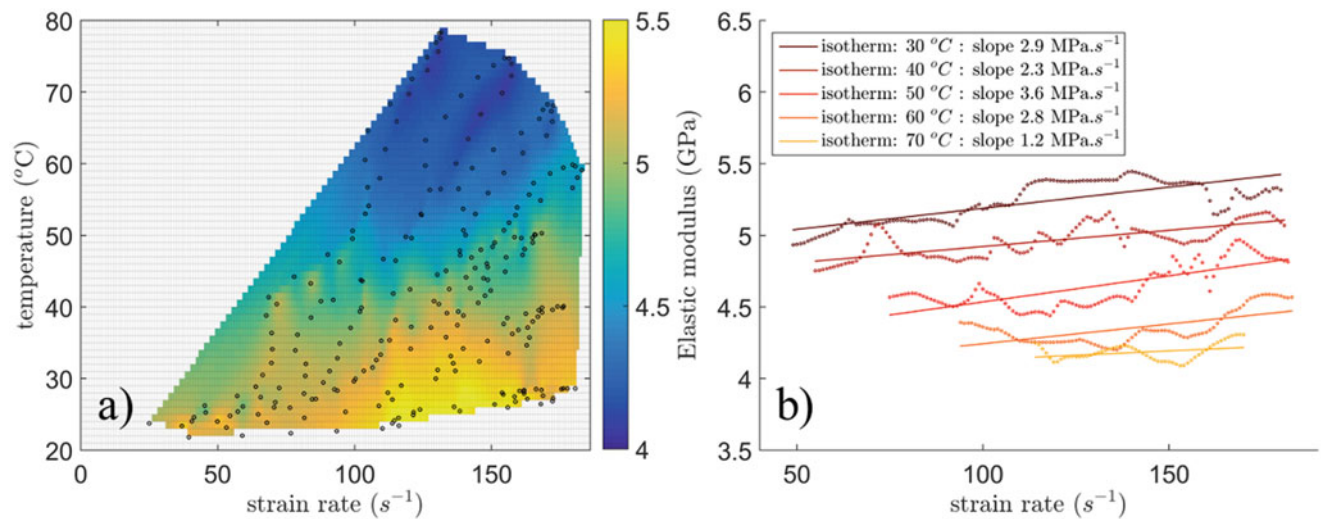 80
70
60
50
40
30
20
temperature (°C)
a)
0
50
100
150
strain rate (s⁻¹)
5.5
5
4.5
4
Elastic modulus (GPa)
6.5
6
5.5
5
4.5
4
3.5
isotherm: 30 °C : slope 2.9 MPa.s⁻¹
isotherm: 40 °C : slope 2.3 MPa.s⁻¹
isotherm: 50 °C : slope 3.6 MPa.s⁻¹
isotherm: 60 °C : slope 2.8 MPa.s⁻¹
isotherm: 70 °C : slope 1.2 MPa.s⁻¹
b)
50
100
150
strain rate (s⁻¹)